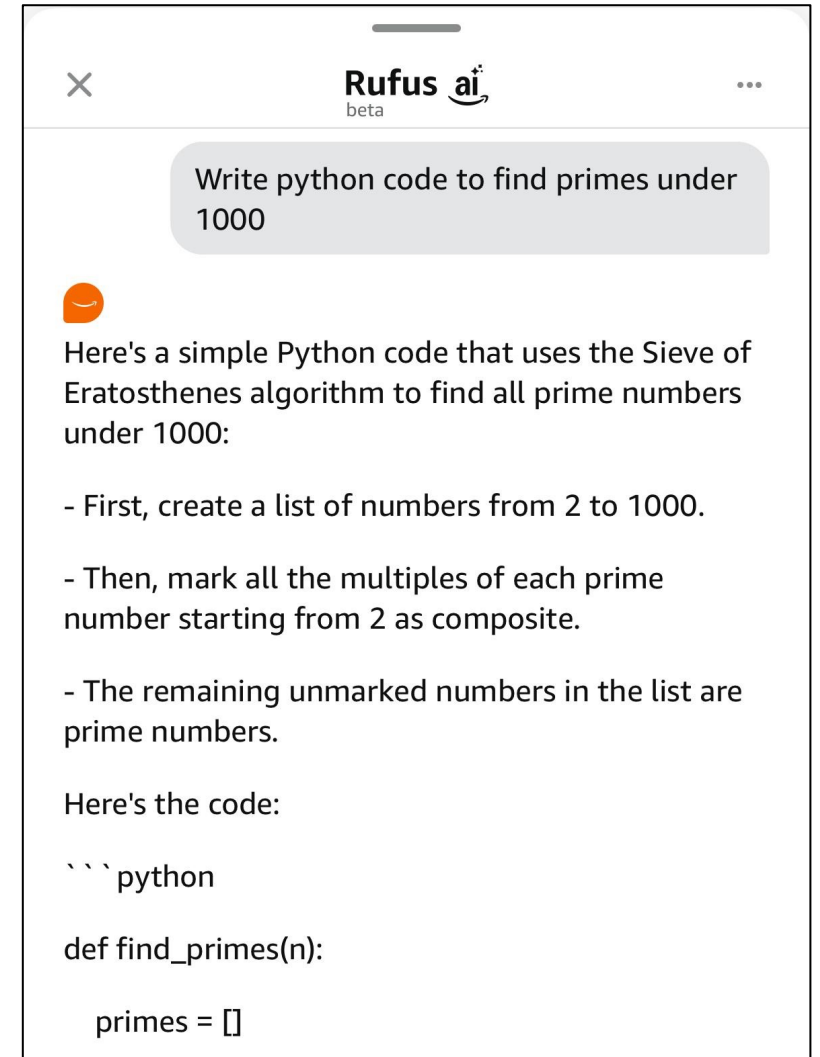 Rufus ai
beta
Write python code to find primes under
1000
Here's a simple Python code that uses the Sieve of
Eratosthenes algorithm to find all prime numbers
under 1000:
- First, create a list of numbers from 2 to 1000.
- Then, mark all the multiples of each prime
number starting from 2 as composite.
- The remaining unmarked numbers in the list are
prime numbers.
Here's the code:
```python
def find_primes(n):
    primes = []